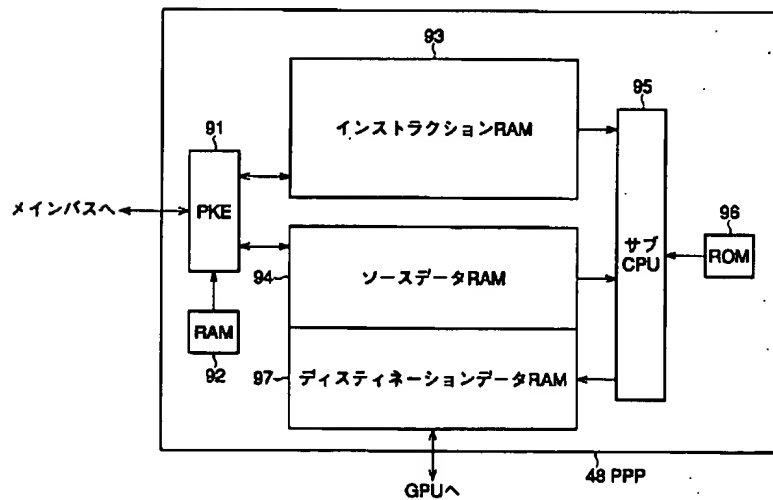 93
インストラクションRAM
95
91
PKE
メインバスへ
サブ
CPU
96
ROM
94
ソースデータRAM
RAM
92
97
ディスティネーションデータRAM
48 PPP
GPUへ